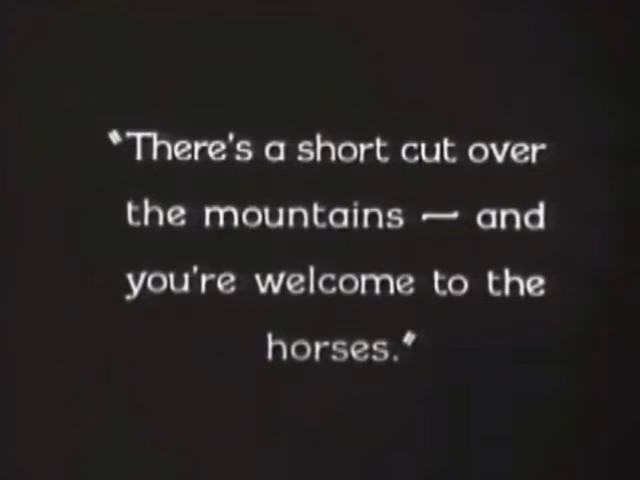 "There's a short cut over
the mountains — and
you're welcome to the
horses."